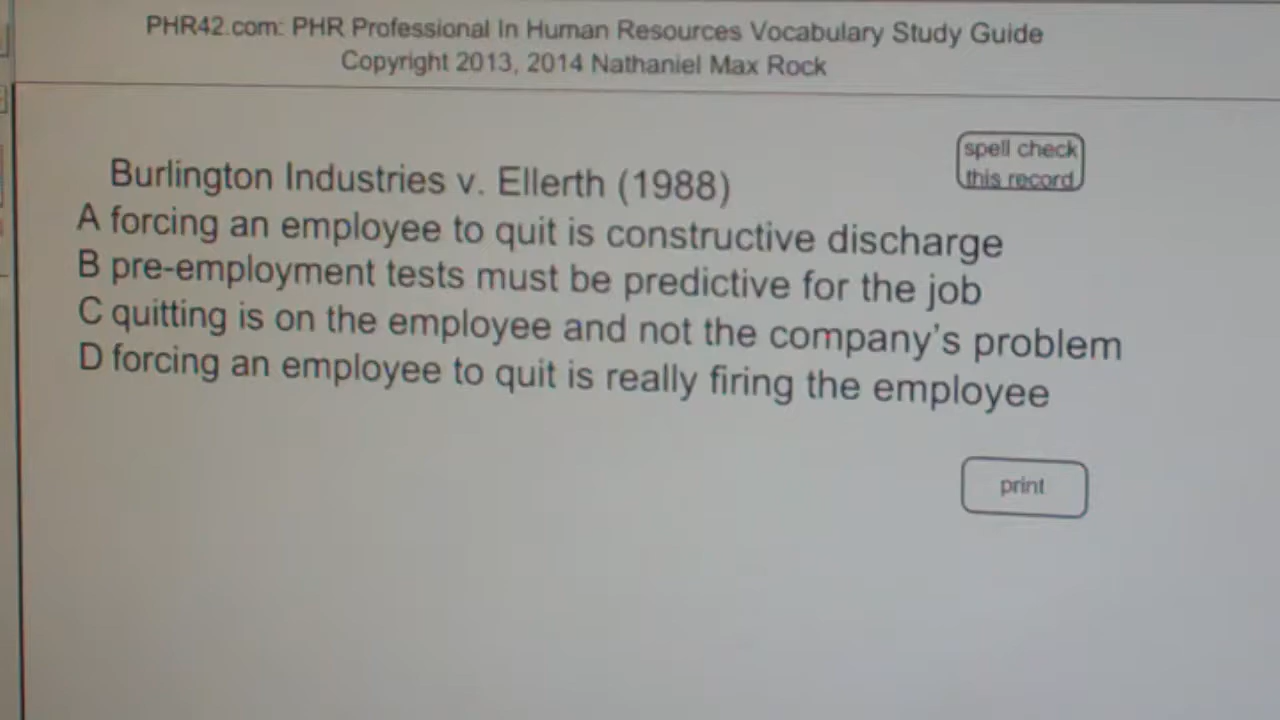 PHR42.com: PHR Professional In Human Resources Vocabulary Study Guide
Copyright 2013, 2014 Nathaniel Max Rock
spell check
this record
Burlington Industries v. Ellerth (1988)
A forcing an employee to quit is constructive discharge
B pre-employment tests must be predictive for the job
C quitting is on the employee and not the company's problem
D forcing an employee to quit is really firing the employee
print